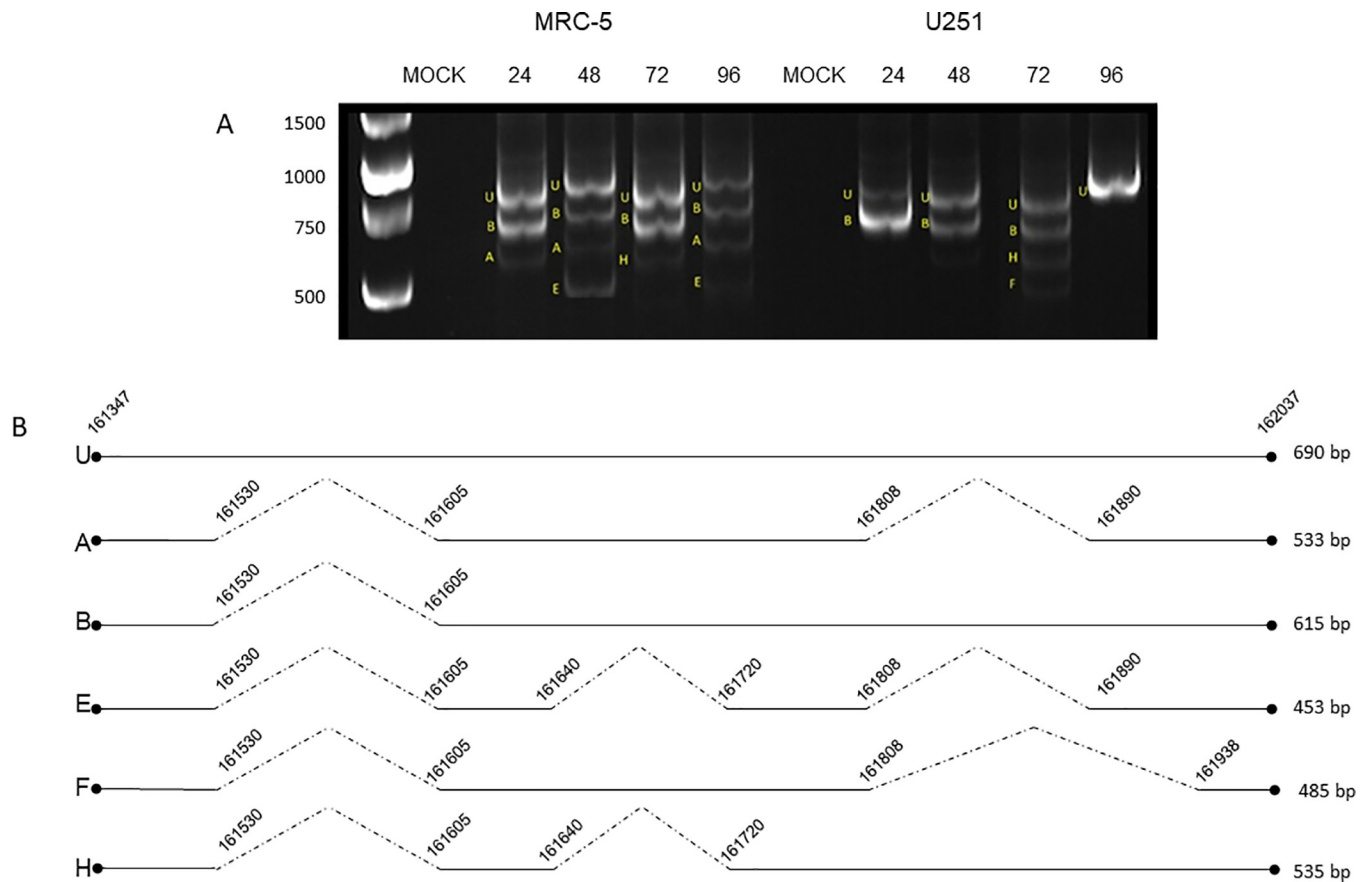 MRC-5 U251
MOCK 24 48 72 96 MOCK 24 48 72 96
A
1500
1000
750
500
U B A
U B A E
U B H
U B A E
U B
U B
U B H F
U
B
161347 162037
U 690 bp
161530 161605 161808 161890
A 533 bp
161530 161605
B 615 bp
161530 161605 161640 161720 161808 161890
E 453 bp
161530 161605 161808 161938
F 485 bp
161530 161605 161640 161720
H 535 bp